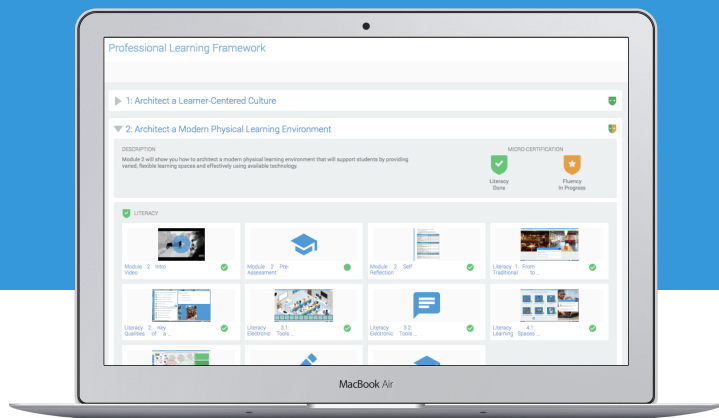 Professional Learning Framework
1: Architect a Learner-Centered Culture
2: Architect a Modern Physical Learning Environment
DESCRIPTION
MICRO-CERTIFICATION
Module 2 will show you how to architect a modern physical learning environment that will support students by providing
varied, flexible learning spaces and effectively using available technology.
Literacy
Done
Fluency
In Progress
LITERACY
Module 2 Intro
Video
Module 2 Pre-
Assessment
Module 2 Self
Reflection
Literacy 1: From
Traditional to ...
Literacy 2 Key
Qualities of a ...
Literacy 3.1:
Electronic Tools ...
Literacy 3.2:
Electronic Tools ...
Literacy 4.1:
Learning Spaces ...
MacBook Air